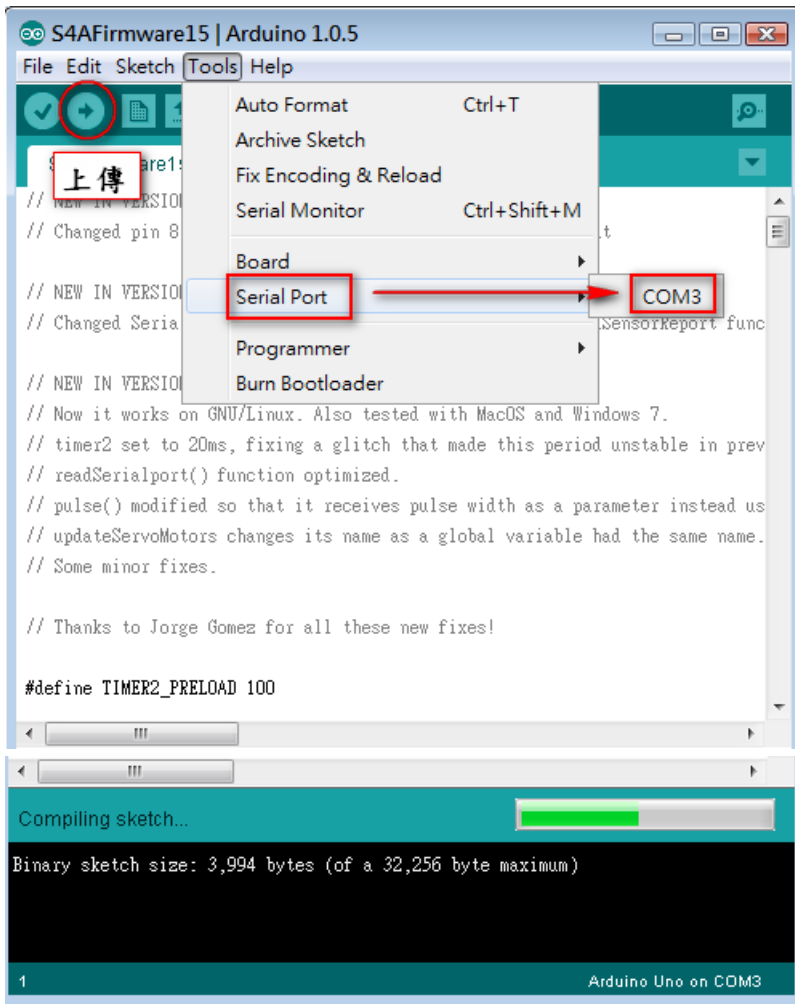 S4AFirmware15 | Arduino 1.0.5
File Edit Sketch Tools Help
Auto Format Ctrl+T
Archive Sketch
Fix Encoding & Reload
Serial Monitor Ctrl+Shift+M
Board
Serial Port
COM3
Programmer
Burn Bootloader
上傳
// NEW IN VERSION
// Changed pin 8
// NEW IN VERSION
// Changed Seria SensorReport func
// NEW IN VERSION
// Now it works on GNU/Linux. Also tested with MacOS and Windows 7.
// timer2 set to 20ms, fixing a glitch that made this period unstable in prev
// readSerialport() function optimized.
// pulse() modified so that it receives pulse width as a parameter instead us
// updateServoMotors changes its name as a global variable had the same name.
// Some minor fixes.
// Thanks to Jorge Gomez for all these new fixes!
#define TIMER2_PRELOAD 100
Compiling sketch...
Binary sketch size: 3,994 bytes (of a 32,256 byte maximum)
1 Arduino Uno on COM3